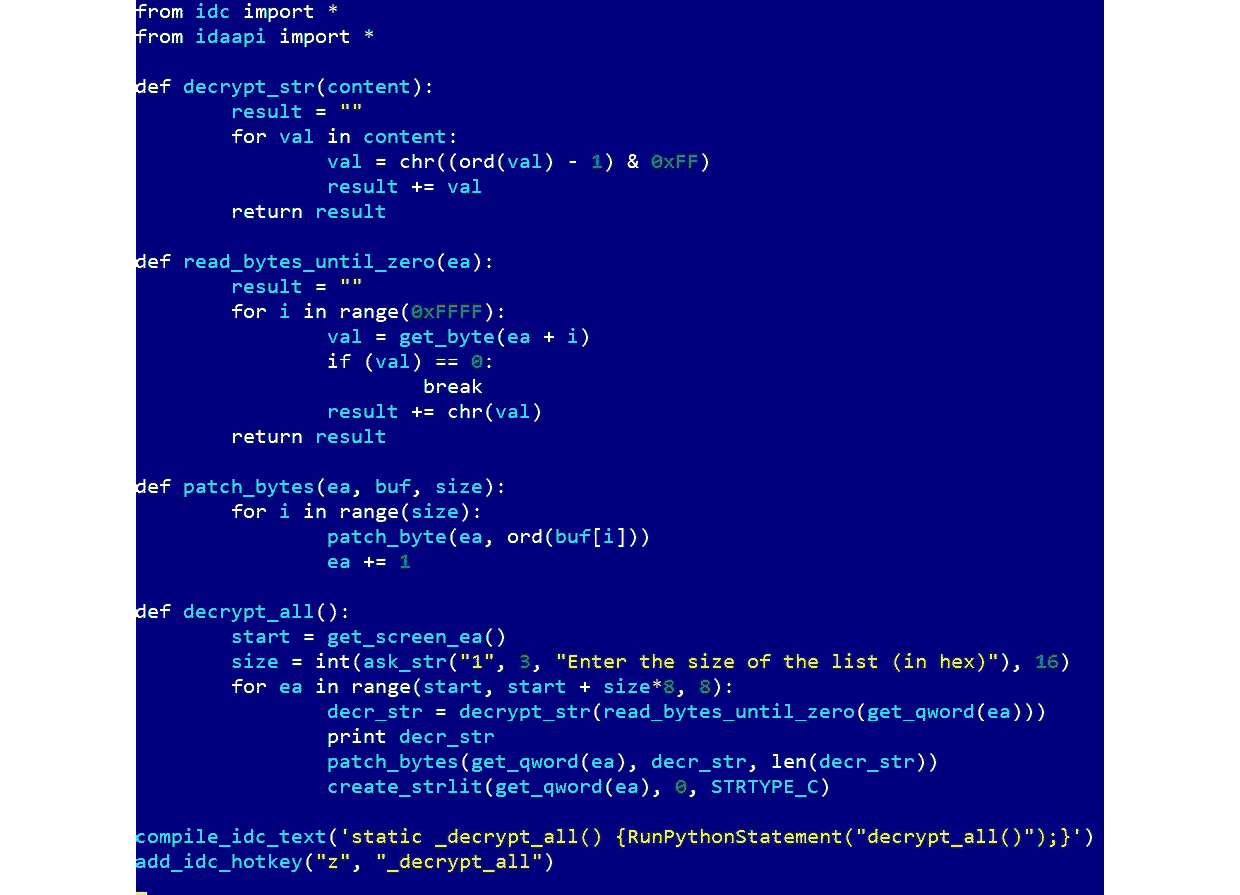 from idc import *
from idaapi import *

def decrypt_str(content):
        result = ""
        for val in content:
                val = chr((ord(val) - 1) & 0xFF)
                result += val
        return result

def read_bytes_until_zero(ea):
        result = ""
        for i in range(0xFFFF):
                val = get_byte(ea + i)
                if (val) == 0:
                        break
                result += chr(val)
        return result

def patch_bytes(ea, buf, size):
        for i in range(size):
                patch_byte(ea, ord(buf[i]))
                ea += 1

def decrypt_all():
        start = get_screen_ea()
        size = int(ask_str("1", 3, "Enter the size of the list (in hex)"), 16)
        for ea in range(start, start + size*8, 8):
                decr_str = decrypt_str(read_bytes_until_zero(get_qword(ea)))
                print decr_str
                patch_bytes(get_qword(ea), decr_str, len(decr_str))
                create_strlit(get_qword(ea), 0, STRTYPE_C)

compile_idc_text('static _decrypt_all() {RunPythonStatement("decrypt_all()");}')
add_idc_hotkey("z", "_decrypt_all")